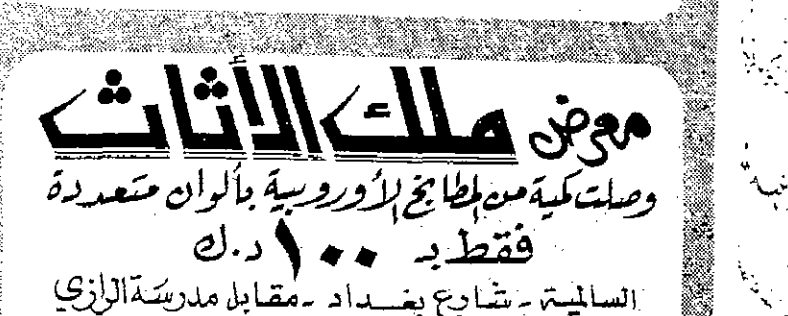 معرض ملك الأثاث
وصلت كمية من المطابخ الأوروبية بألوان متعددة
فقط بـ ١٠٠ د.ك
السالمية - شارع بغداد - مقابل مدرسة الرازي